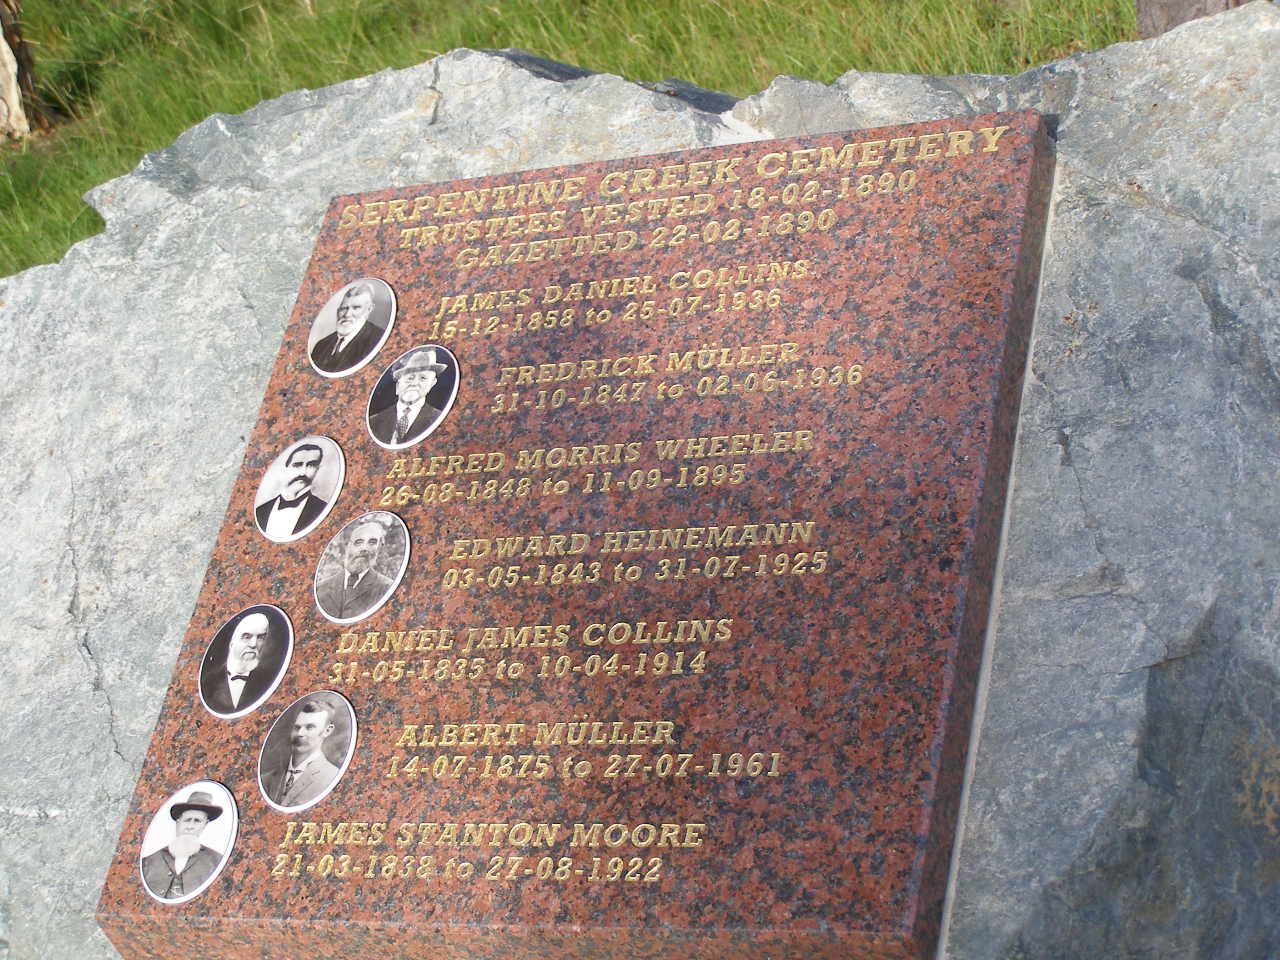 SERPENTINE CREEK CEMETERY
TRUSTEES VESTED 18-02-1890
GAZETTED 22-02-1890
JAMES DANIEL COLLINS
15-12-1858 to 25-07-1936
FREDRICK MÜLLER
31-10-1847 to 02-06-1936
ALFRED MORRIS WHEELER
26-08-1848 to 11-09-1895
EDWARD HEINEMANN
03-05-1843 to 31-07-1925
DANIEL JAMES COLLINS
31-05-1835 to 10-04-1914
ALBERT MÜLLER
14-07-1875 to 27-07-1961
JAMES STANTON MOORE
21-03-1838 to 27-08-1922